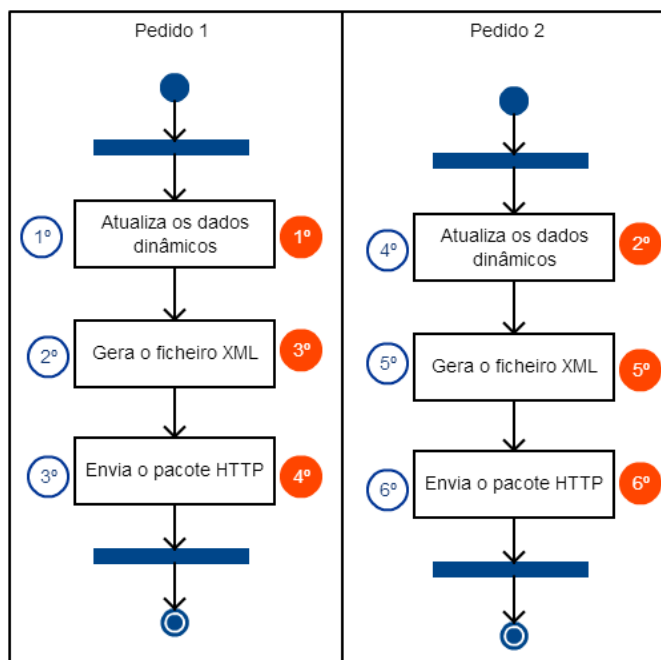 Pedido 1
1º
Atualiza os dados
dinâmicos
1º
2º
Gera o ficheiro XML
3º
3º
Envia o pacote HTTP
4º
Pedido 2
4º
Atualiza os dados
dinâmicos
2º
5º
Gera o ficheiro XML
5º
6º
Envia o pacote HTTP
6º